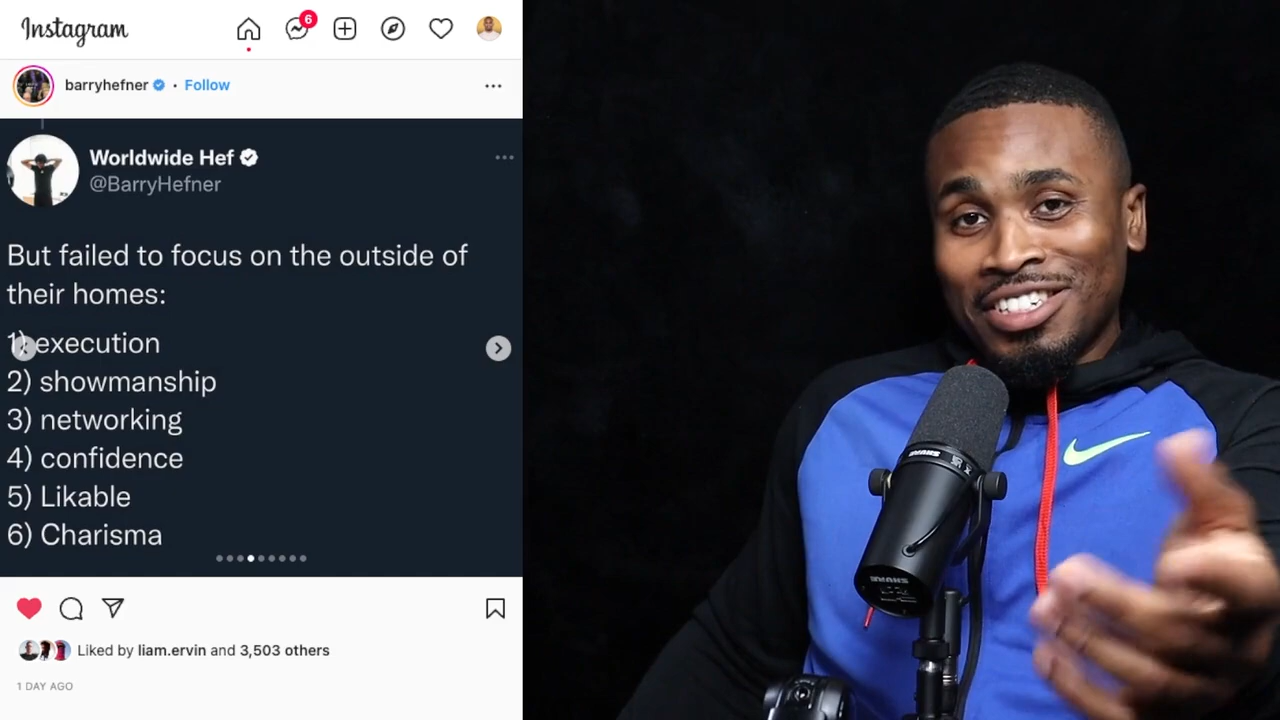 Instagram
6
barryhefner • Follow
Worldwide Hef
@BarryHefner
But failed to focus on the outside of
their homes:
1) execution
2) showmanship
3) networking
4) confidence
5) Likable
6) Charisma
Liked by liam.ervin and 3,503 others
1 DAY AGO
SHURE
SHURE